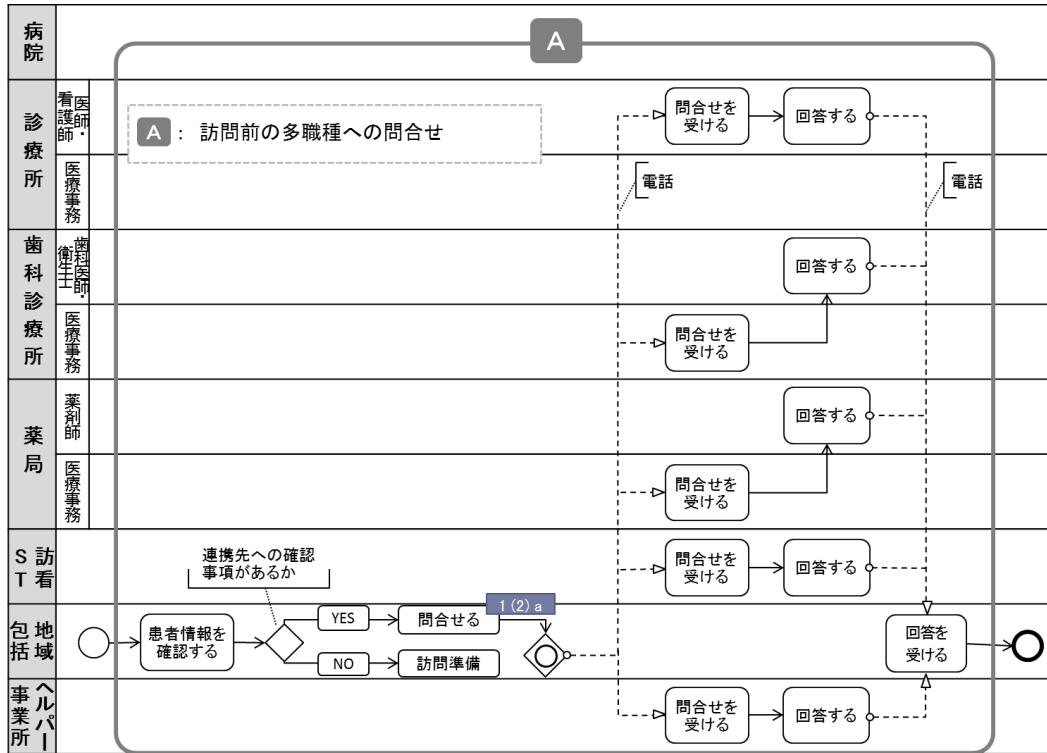 病院
A
診療所
医師・看護師
A ： 訪問前の多職種への問合せ
問合せを
受ける
回答する
医療事務
電話
電話
歯科診療所
歯科医師・衛生士
回答する
医療事務
問合せを
受ける
薬局
薬剤師
回答する
医療事務
問合せを
受ける
訪看ST
連携先への確認
事項があるか
問合せを
受ける
回答する
地域包括
患者情報を
確認する
YES
問合せる
1 (2) a
NO
訪問準備
回答を
受ける
ヘルパー事業所
問合せを
受ける
回答する